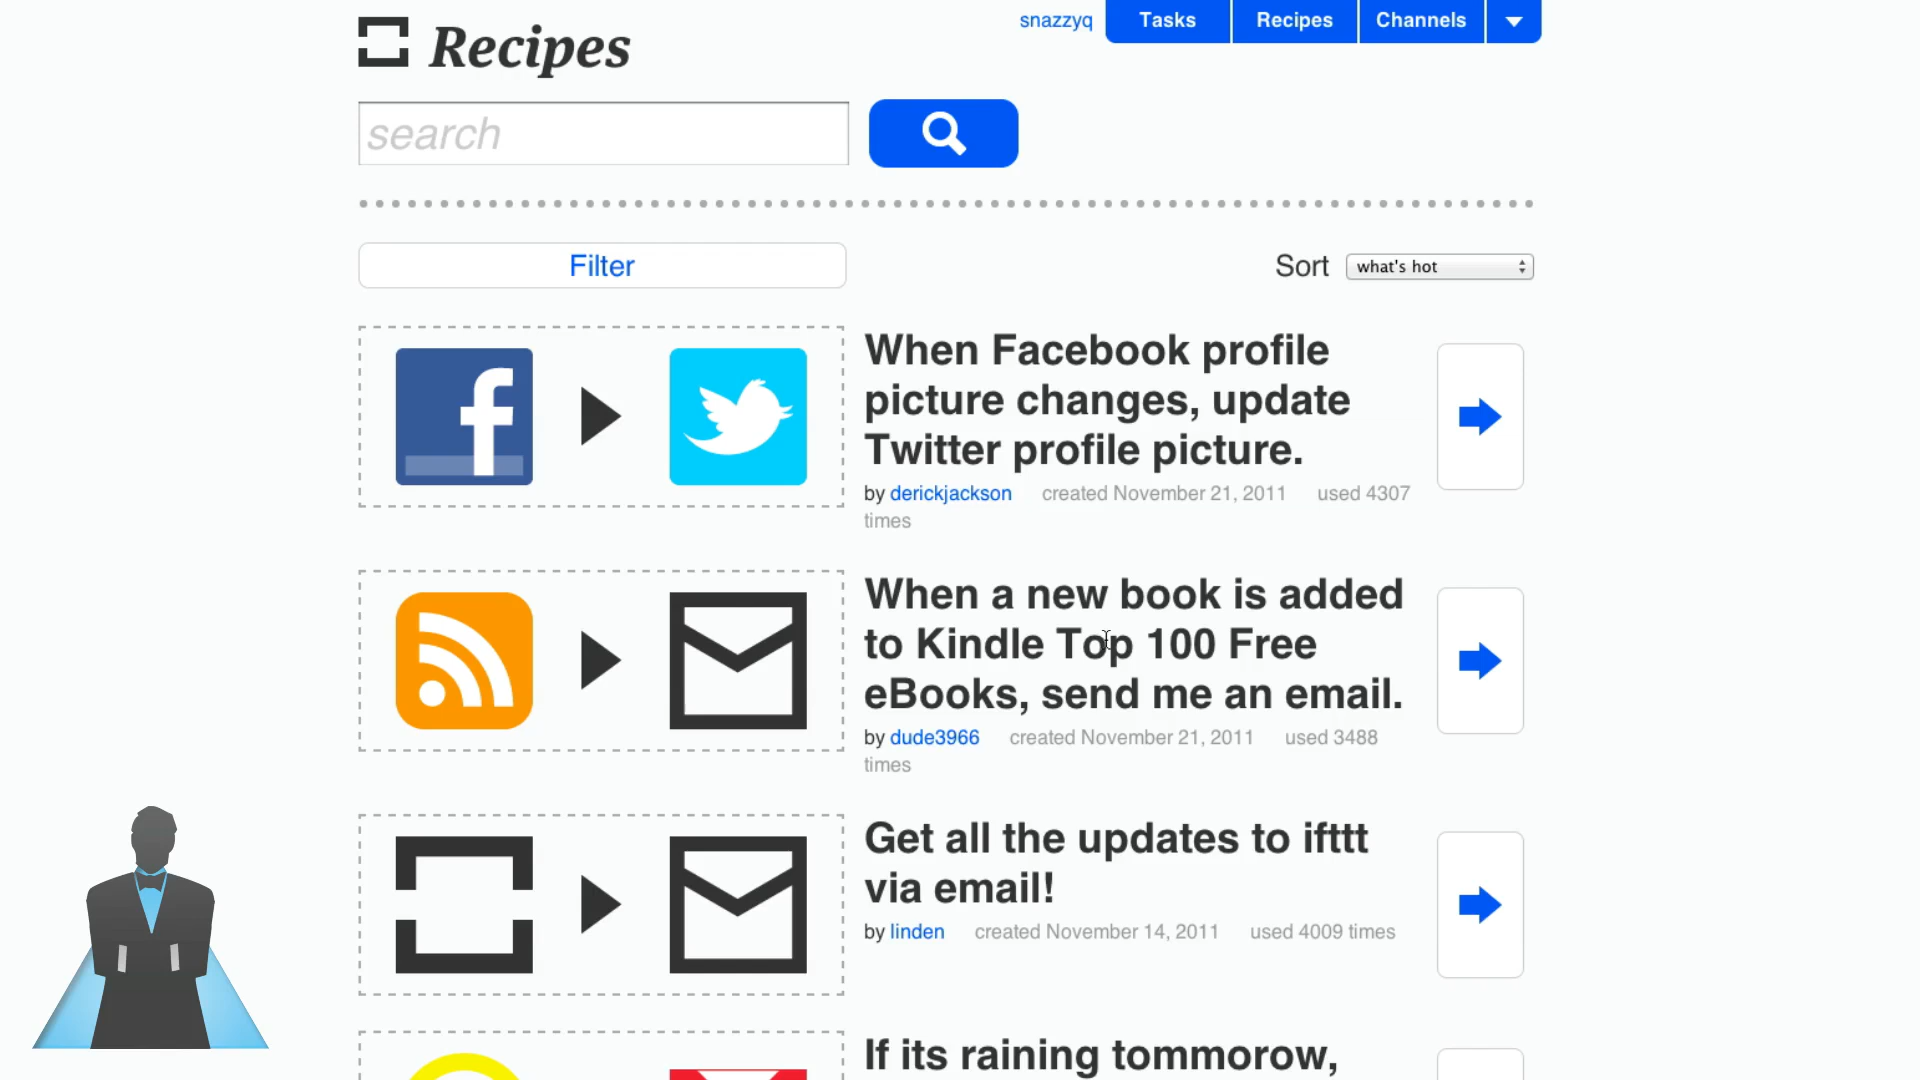 Recipes
snazzyq
Tasks
Recipes
Channels
search
Filter
Sort
what's hot
When Facebook profile
picture changes, update
Twitter profile picture.
by derickjackson created November 21, 2011 used 4307
times
When a new book is added
to Kindle Top 100 Free
eBooks, send me an email.
by dude3966 created November 21, 2011 used 3488
times
Get all the updates to ifttt
via email!
by linden created November 14, 2011 used 4009 times
If its raining tommorow,